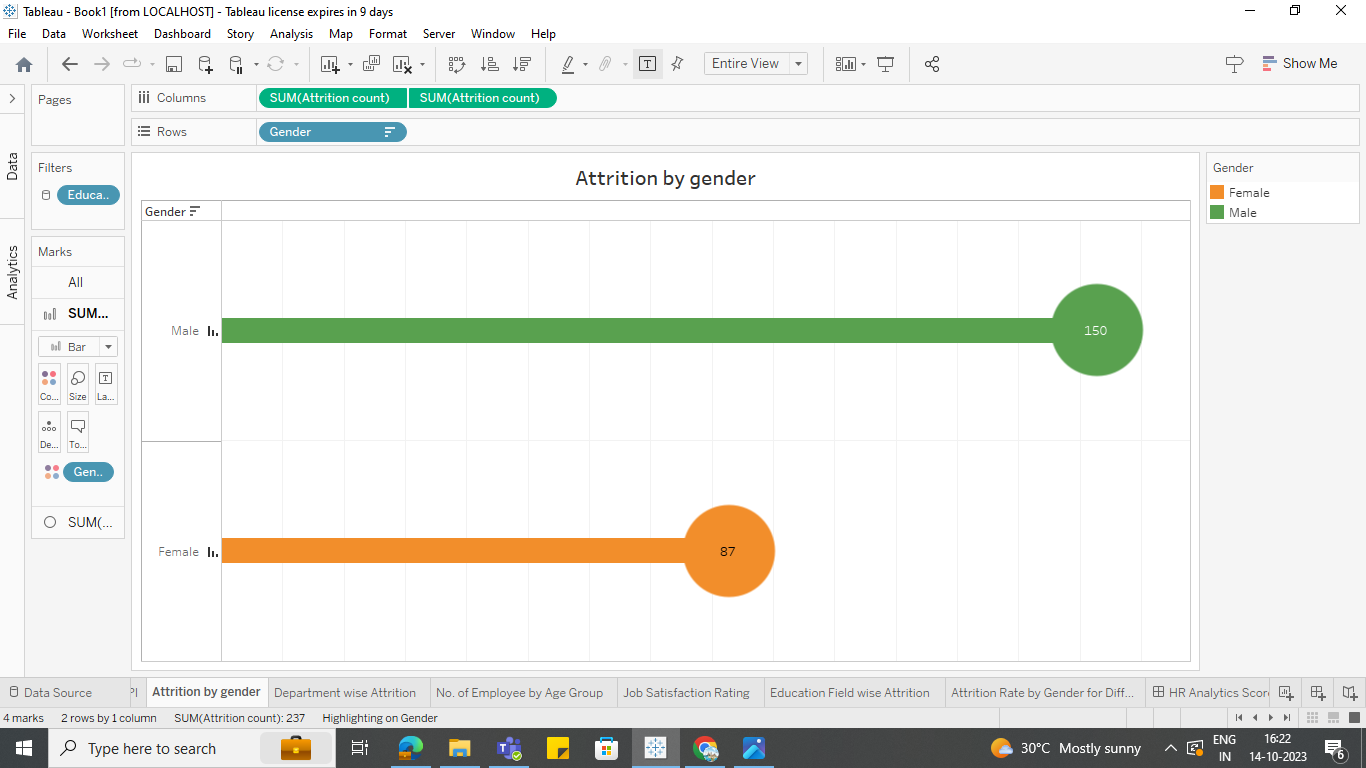 Tableau - Book1 [from LOCALHOST] - Tableau license expires in 9 days
File Data Worksheet Dashboard Story Analysis Map Format Server Window Help
Entire View
Show Me
Pages
Columns
SUM(Attrition count) SUM(Attrition count)
Rows
Gender
Data
Analytics
Filters
Educa..
Marks
All
SUM...
Bar
Co... Size La...
De... To...
Gen..
SUM(...
Attrition by gender
Gender
Male
150
Female
87
Gender
Female
Male
Data Source PI Attrition by gender Department wise Attrition No. of Employee by Age Group Job Satisfaction Rating Education Field wise Attrition Attrition Rate by Gender for Diff... HR Analytics Scor
4 marks 2 rows by 1 column SUM(Attrition count): 237 Highlighting on Gender
Type here to search
30°C Mostly sunny
ENG
IN
16:22
14-10-2023
6